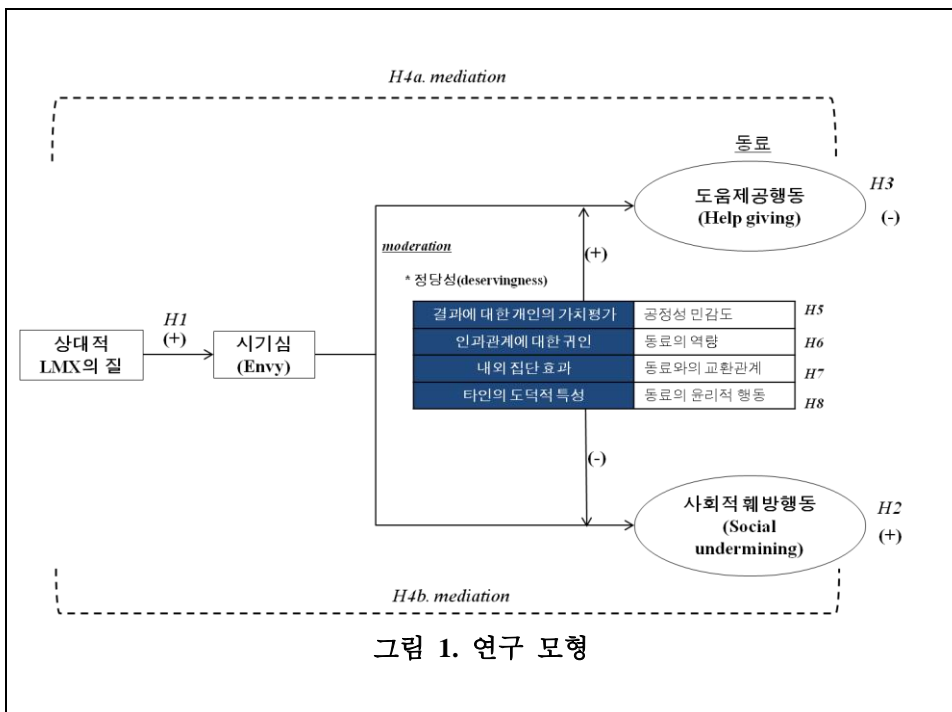 H4a. mediation
동료
도움제공행동
(Help giving)
H3
(-)
moderation
(+)
* 정당성(deservingness)
결과에 대한 개인의 가치평가 공정성 민감도 H5
인과관계에 대한 귀인 동료의 역량 H6
내외 집단 효과 동료와의 교환관계 H7
타인의 도덕적 특성 동료의 윤리적 행동 H8
H1
(+)
상대적
LMX의 질
시기심
(Envy)
(-)
사회적 훼방행동
(Social
undermining)
H2
(+)
H4b. mediation
그림 1. 연구 모형